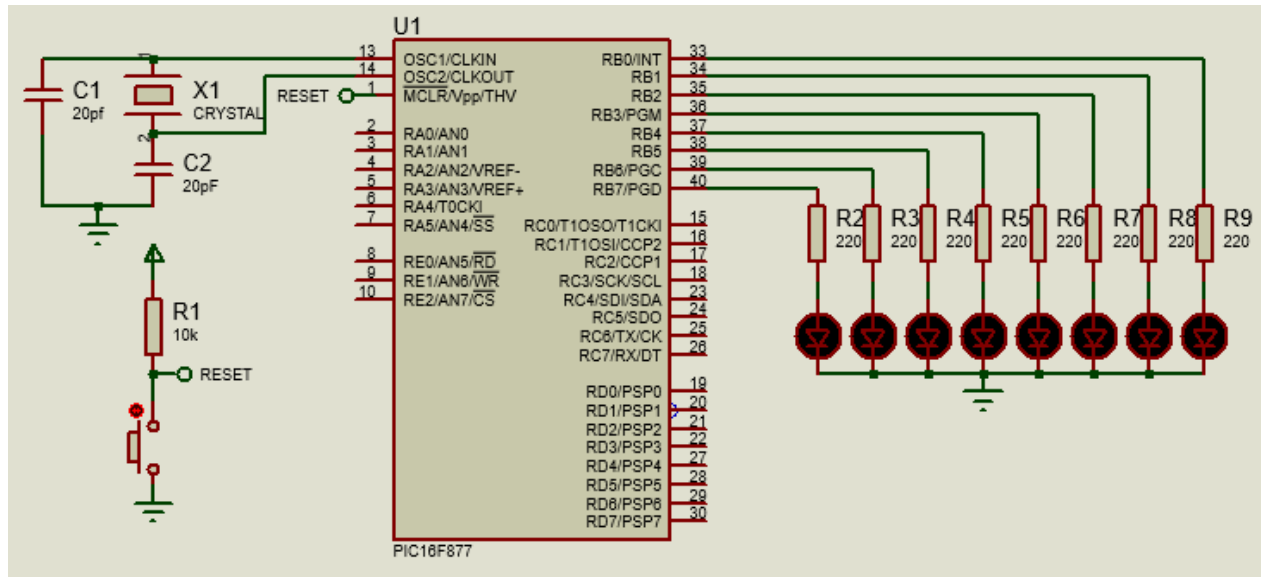 U1
C1
20pf
1
X1
CRYSTAL
2
C2
20pF
RESET
R1
10k
RESET
13
OSC1/CLKIN
14
OSC2/CLKOUT
1
MCLR/Vpp/THV
2
RA0/AN0
3
RA1/AN1
4
RA2/AN2/VREF-
5
RA3/AN3/VREF+
6
RA4/T0CKI
7
RA5/AN4/SS
8
RE0/AN5/RD
9
RE1/AN6/WR
10
RE2/AN7/CS
RB0/INT
33
RB1
34
RB2
35
RB3/PGM
36
RB4
37
RB5
38
RB6/PGC
39
RB7/PGD
40
RC0/T1OSO/T1CKI
15
RC1/T1OSI/CCP2
16
RC2/CCP1
17
RC3/SCK/SCL
18
RC4/SDI/SDA
23
RC5/SDO
24
RC6/TX/CK
25
RC7/RX/DT
26
RD0/PSP0
19
RD1/PSP1
20
RD2/PSP2
21
RD3/PSP3
22
RD4/PSP4
27
RD5/PSP5
28
RD6/PSP6
29
RD7/PSP7
30
PIC16F877
R2
220
R3
220
R4
220
R5
220
R6
220
R7
220
R8
220
R9
220